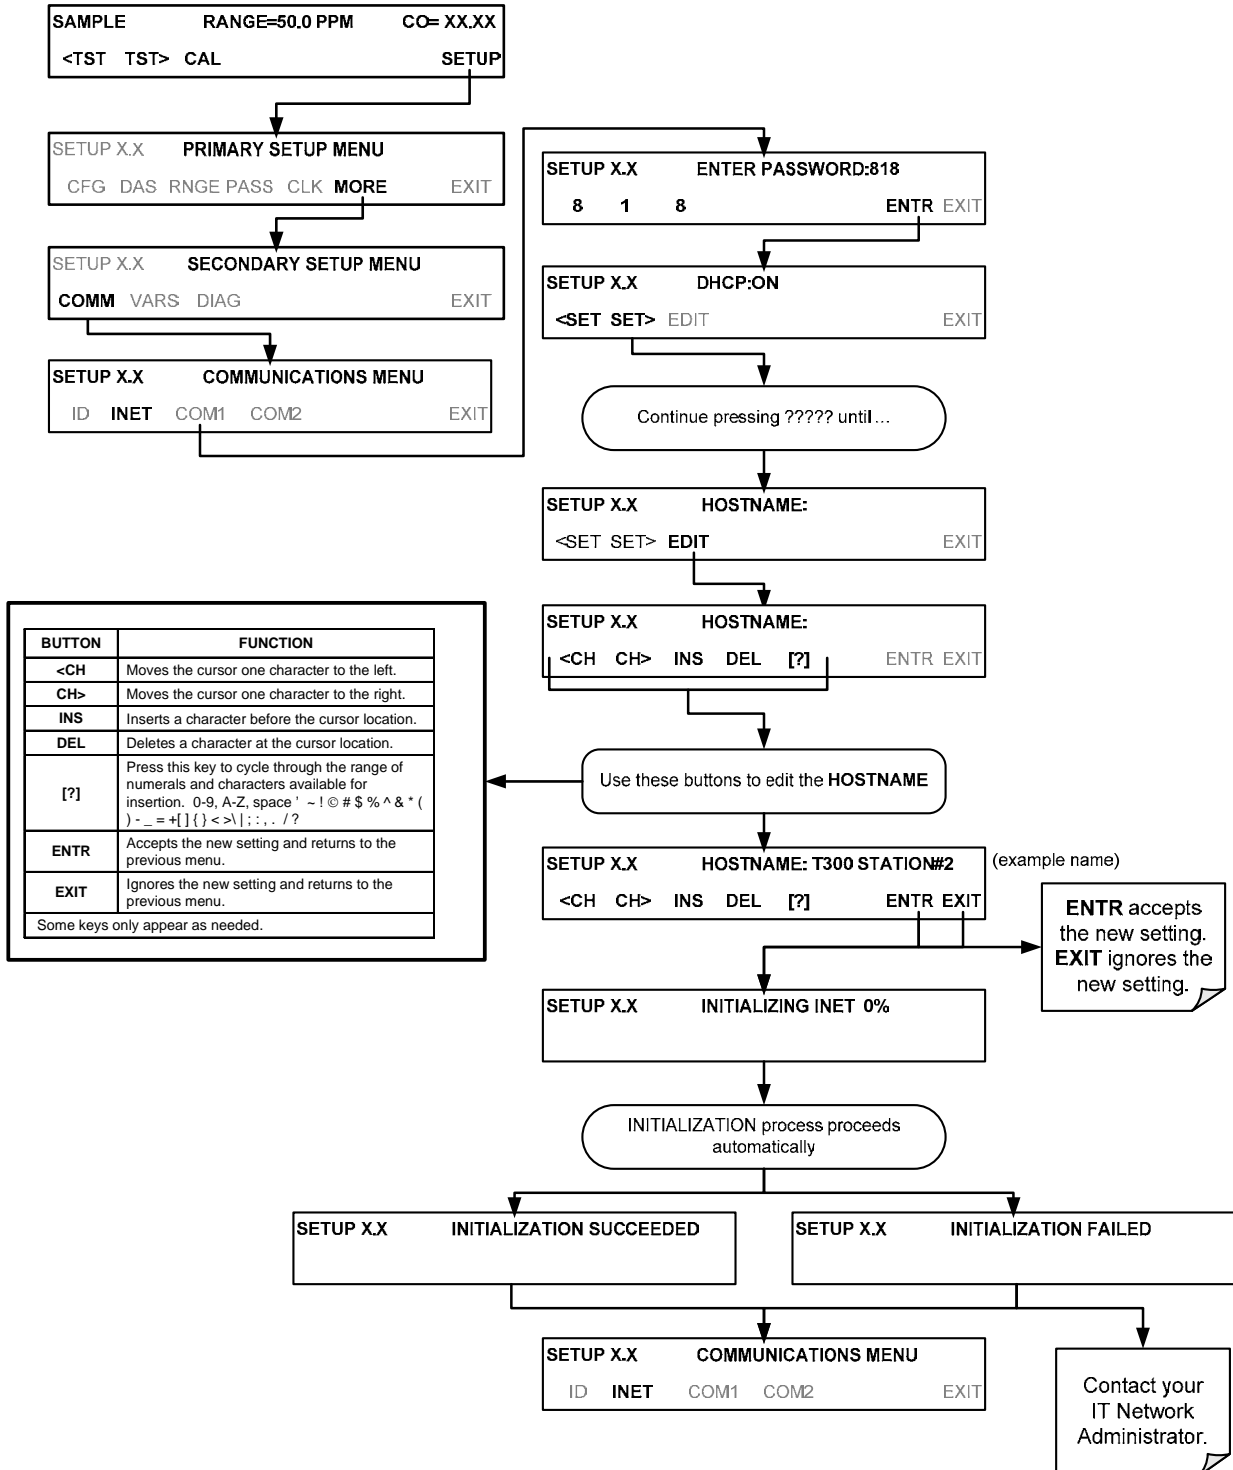 SAMPLE RANGE=50.0 PPM CO= XX.XX
<TST TST> CAL SETUP
SETUP X.X PRIMARY SETUP MENU
CFG DAS RNGE PASS CLK MORE EXIT
SETUP X.X SECONDARY SETUP MENU
COMM VARS DIAG EXIT
SETUP X.X COMMUNICATIONS MENU
ID INET COM1 COM2 EXIT
SETUP X.X ENTER PASSWORD:818
8 1 8 ENTR EXIT
SETUP X.X DHCP:ON
<SET SET> EDIT EXIT
Continue pressing ????? until…
SETUP X.X HOSTNAME:
<SET SET> EDIT EXIT
SETUP X.X HOSTNAME:
<CH CH> INS DEL [?] ENTR EXIT
Use these buttons to edit the HOSTNAME
BUTTON FUNCTION
<CH Moves the cursor one character to the left.
CH> Moves the cursor one character to the right.
INS Inserts a character before the cursor location.
DEL Deletes a character at the cursor location.
[?] Press this key to cycle through the range of
numerals and characters available for
insertion. 0-9, A-Z, space ' ~ ! © # $ % ^ & * (
) - _ = +[ ] { } < >\ | ; : , . / ?
ENTR Accepts the new setting and returns to the
previous menu.
EXIT Ignores the new setting and returns to the
previous menu.
Some keys only appear as needed.
SETUP X.X HOSTNAME: T300 STATION#2 (example name)
<CH CH> INS DEL [?] ENTR EXIT
ENTR accepts
the new setting.
EXIT ignores the
new setting.
SETUP X.X INITIALIZING INET 0%
INITIALIZATION process proceeds
automatically
SETUP X.X INITIALIZATION SUCCEEDED
SETUP X.X INITIALIZATION FAILED
SETUP X.X COMMUNICATIONS MENU
ID INET COM1 COM2 EXIT
Contact your
IT Network
Administrator.